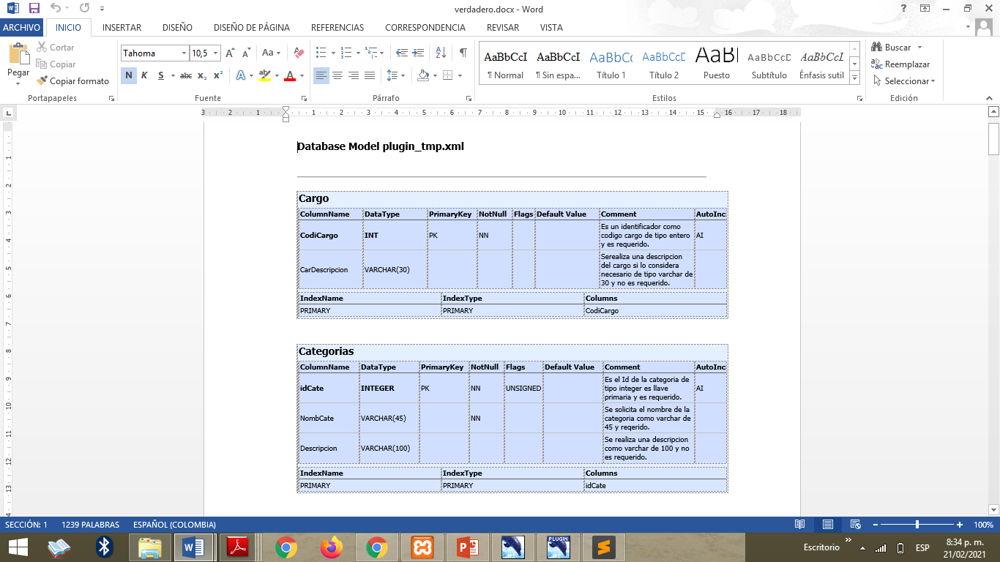 verdadero.docx - Word
ARCHIVO INICIO INSERTAR DISEÑO DISEÑO DE PÁGINA REFERENCIAS CORRESPONDENCIA REVISAR VISTA
Pegar
Cortar
Copiar
Copiar formato
Portapapeles
Tahoma 10,5
N K S abc x₂ x²
Fuente
Párrafo
AaBbCcI AaBbCcI AaBbCc AaBbCcD AaBl AaBbCcD AaBbCcI
¶ Normal ¶ Sin espa... Título 1 Título 2 Puesto Subtítulo Énfasis sutil
Estilos
Buscar
Reemplazar
Seleccionar
Edición
3 2 1 1 2 3 4 5 6 7 8 9 10 11 12 13 14 15 16 17 18
Database Model plugin_tmp.xml
Cargo
ColumnName DataType PrimaryKey NotNull Flags Default Value Comment AutoInc
CodiCargo INT PK NN Es un identificador como codigo cargo de tipo entero y es requerido. AI
CarDescripcion VARCHAR(30) Serealiza una descripcion del cargo si lo considera necesario de tipo varchar de 30 y no es requerido.
IndexName IndexType Columns
PRIMARY PRIMARY CodiCargo
Categorias
ColumnName DataType PrimaryKey NotNull Flags Default Value Comment AutoInc
idCate INTEGER PK NN UNSIGNED Es el Id de la categoria de tipo integer es llave primaria y es requerido. AI
NombCate VARCHAR(45) NN Se solicita el nombre de la categoria como varchar de 45 y reqerido.
Descripcion VARCHAR(100) Se realiza una descripcion como varchar de 100 y no es requerido.
IndexName IndexType Columns
PRIMARY PRIMARY idCate
SECCIÓN: 1 1239 PALABRAS ESPAÑOL (COLOMBIA) 100%
PLUGIN
Escritorio ESP 8:34 p. m.
21/02/2021